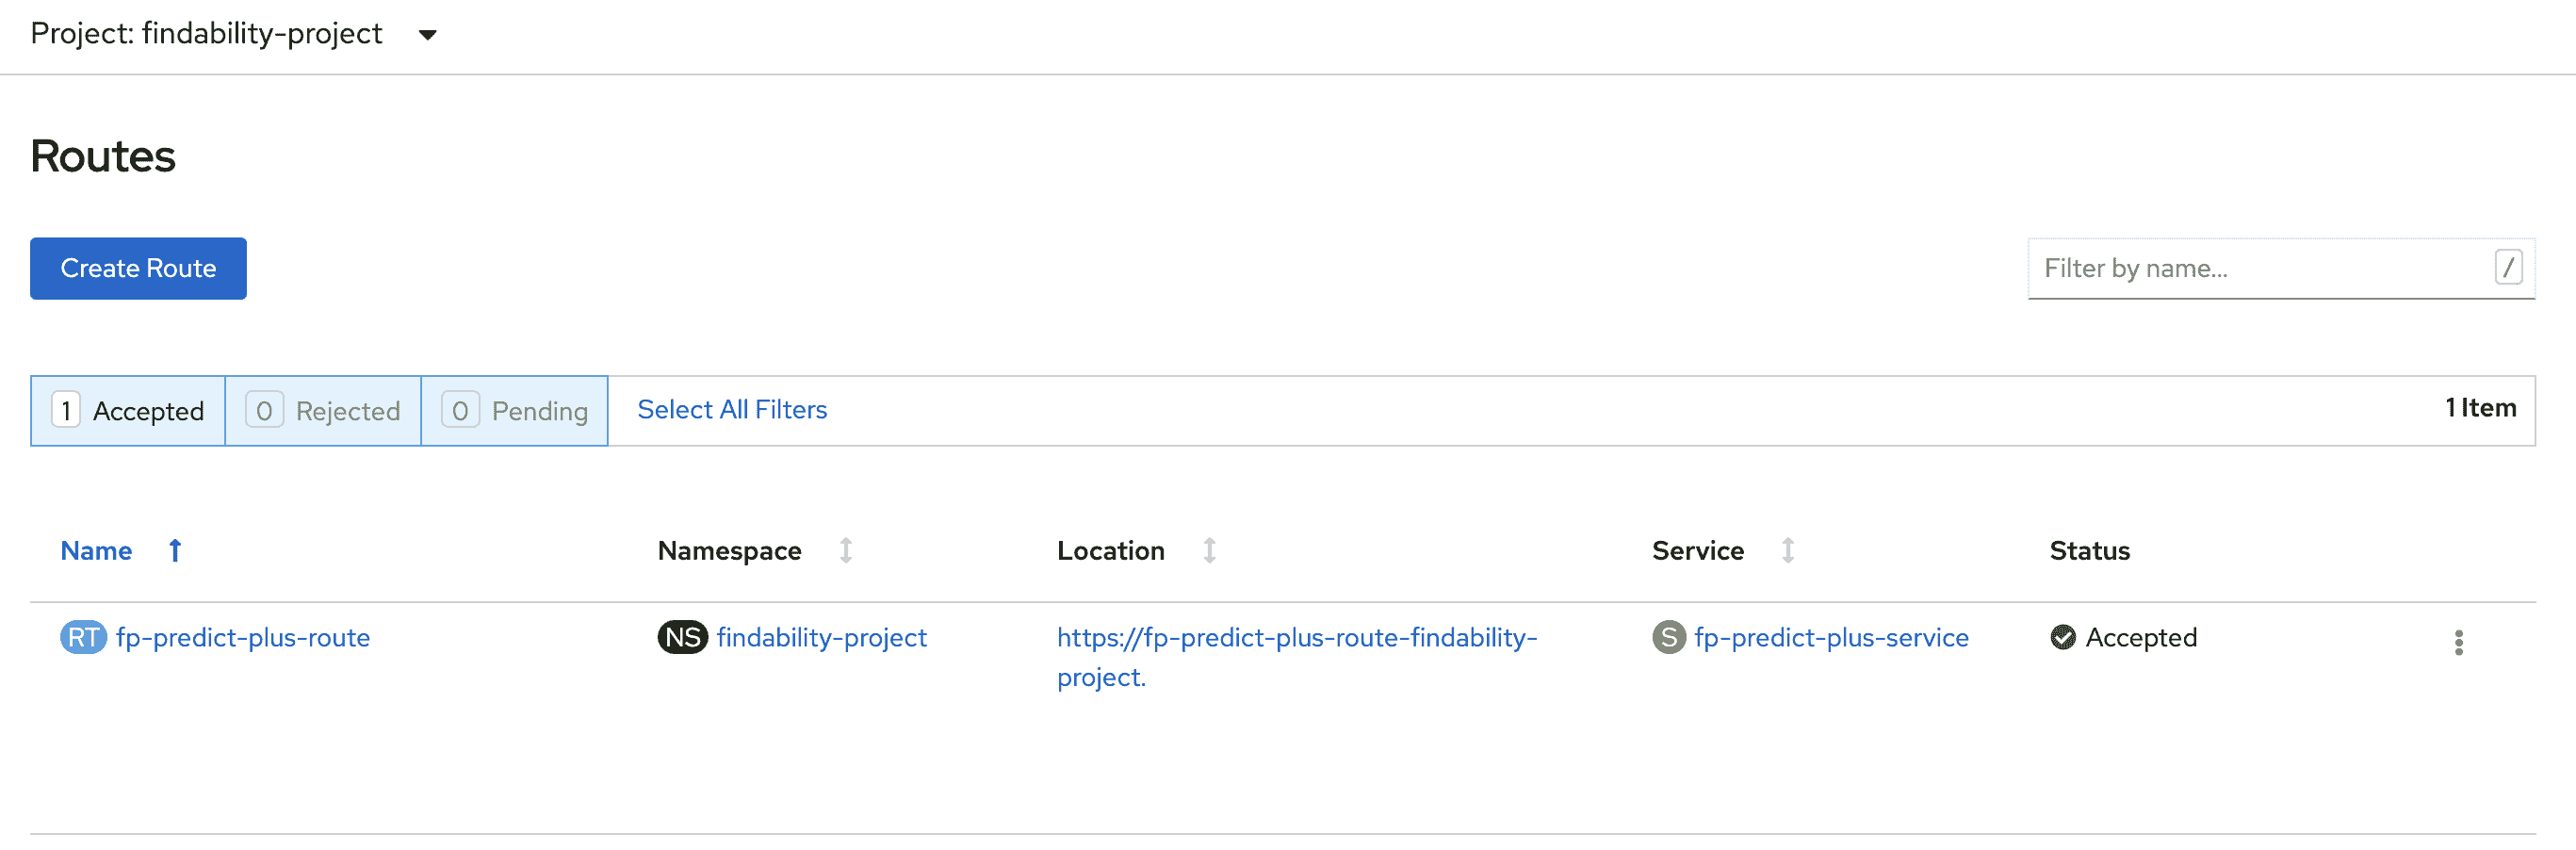 Project: findability-project
Routes
Create Route
Filter by name...
/
1 Accepted
0 Rejected
0 Pending
Select All Filters
1 Item
Name
Namespace
Location
Service
Status
RT fp-predict-plus-route
NS findability-project
https://fp-predict-plus-route-findability-
project.
S fp-predict-plus-service
Accepted